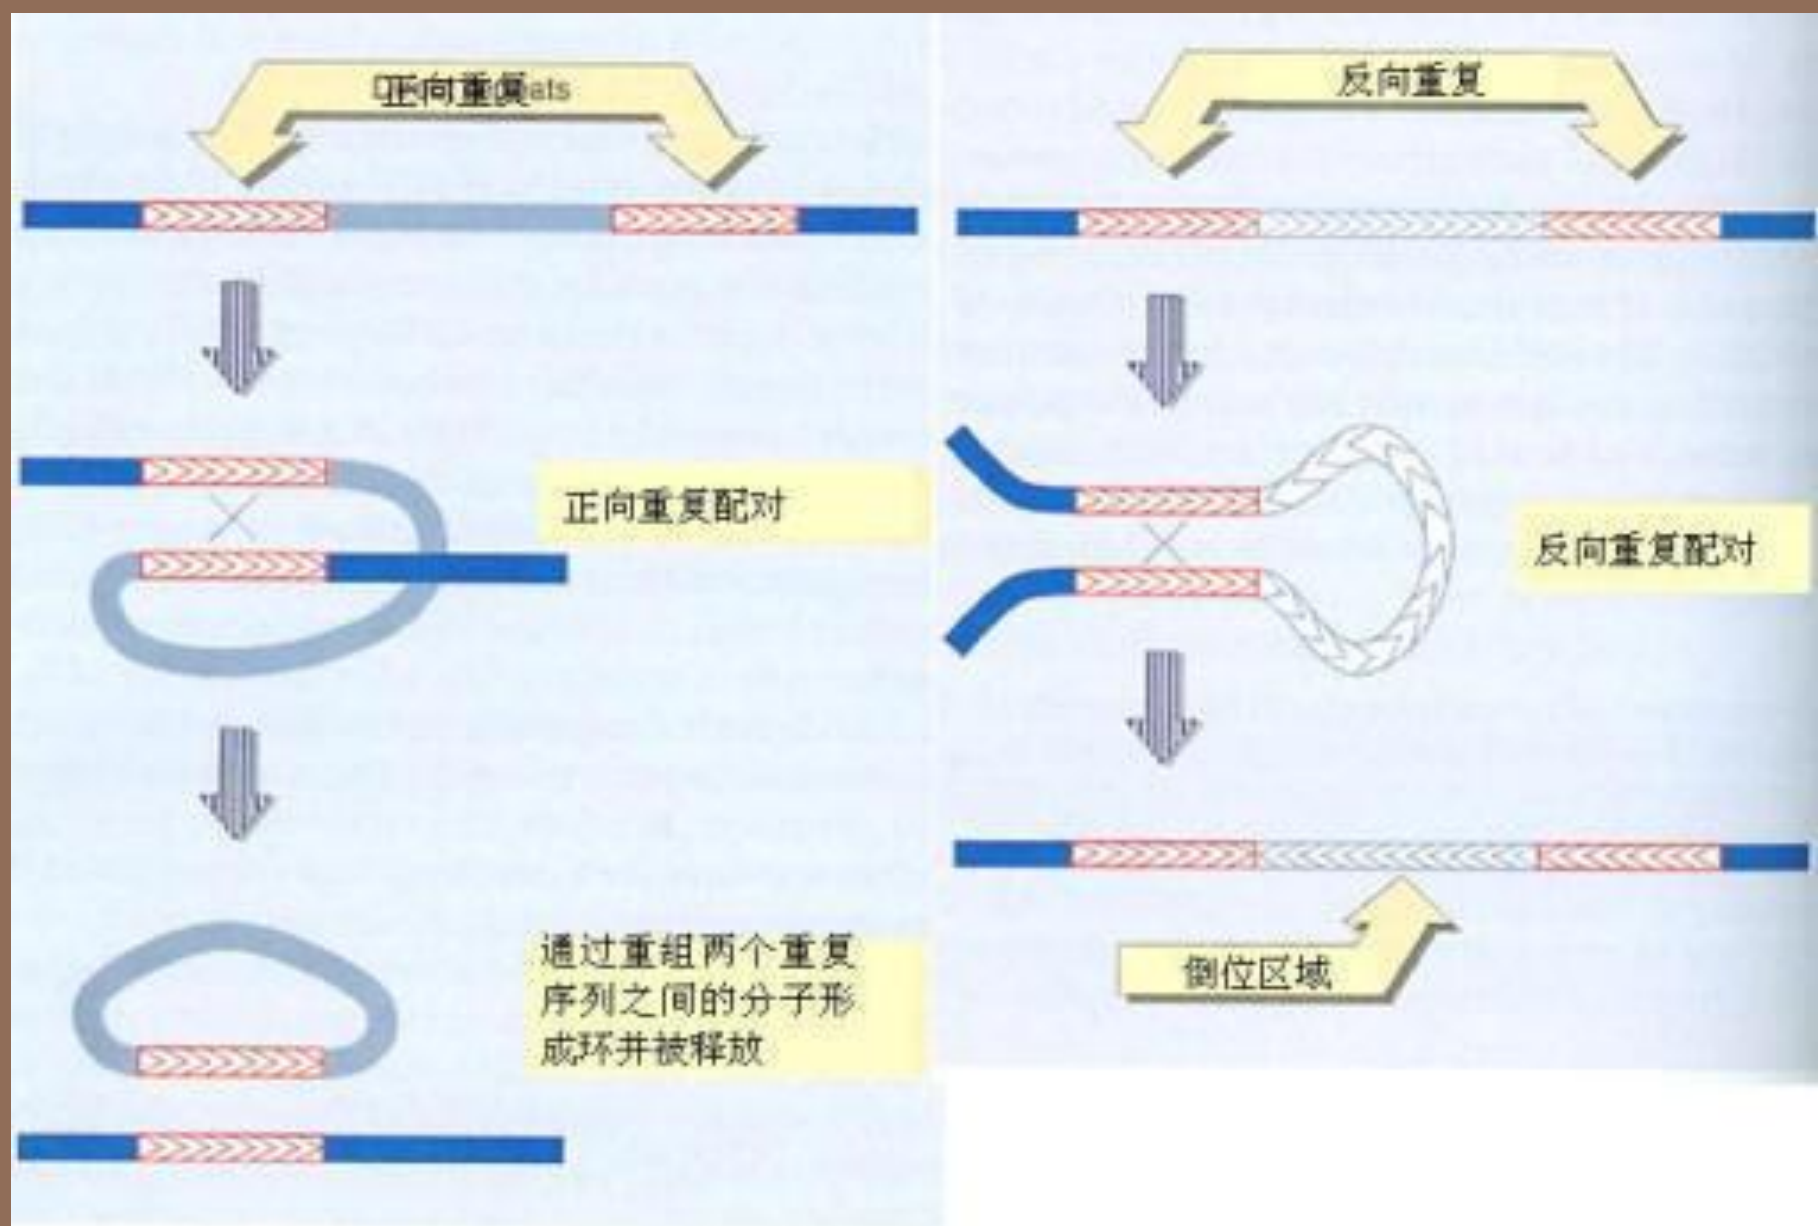 正向重复
正向重复配对
通过重组两个重复
序列之间的分子形
成环并被释放
反向重复
反向重复配对
倒位区域